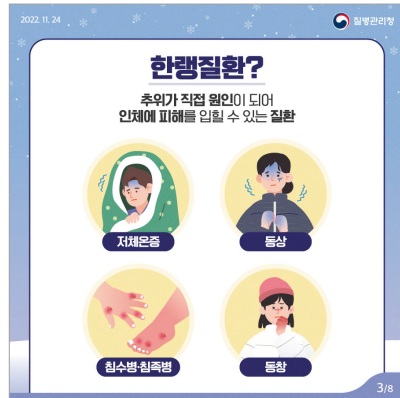 2022. 11. 24
질병관리청
한랭질환?
추위가 직접 원인이 되어
인체에 피해를 입힐 수 있는 질환
저체온증
동상
침수병·침족병
동창
3/8